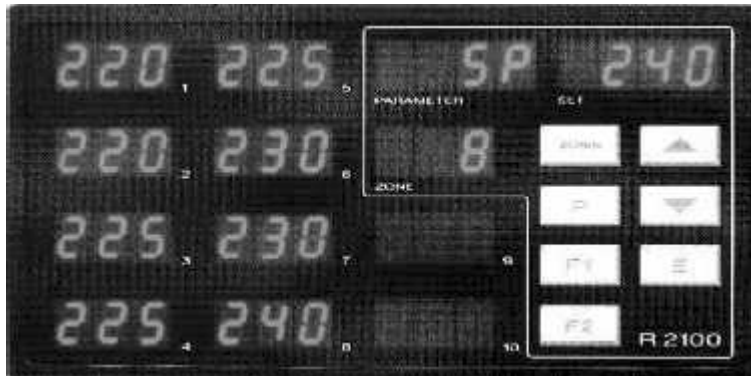 220 1 225 5 SP 240
PARAMETER SET
220 2 230 6 8 ZONE ▲
ZONE
P ▼
225 3 230 7 9 F1 E
225 4 240 8 10 F2 R 2100